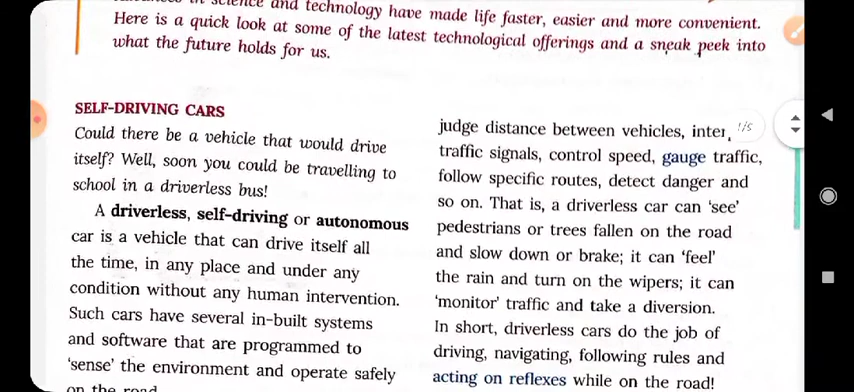 in science and technology have made life faster, easier and more convenient.
Here is a quick look at some of the latest technological offerings and a sneak peek into
what the future holds for us.
SELF-DRIVING CARS
Could there be a vehicle that would drive
itself? Well, soon you could be travelling to
school in a driverless bus!
A driverless, self-driving or autonomous
car is a vehicle that can drive itself all
the time, in any place and under any
condition without any human intervention.
Such cars have several in-built systems
and software that are programmed to
'sense' the environment and operate safely
on the road
judge distance between vehicles,
traffic signals, control speed, gauge traffic,
follow specific routes, detect danger and
so on. That is, a driverless car can 'see'
pedestrians or trees fallen on the road
and slow down or brake; it can 'feel'
the rain and turn on the wipers; it can
'monitor' traffic and take a diversion.
In short, driverless cars do the job of
driving, navigating, following rules and
acting on reflexes while on the road!
1/5